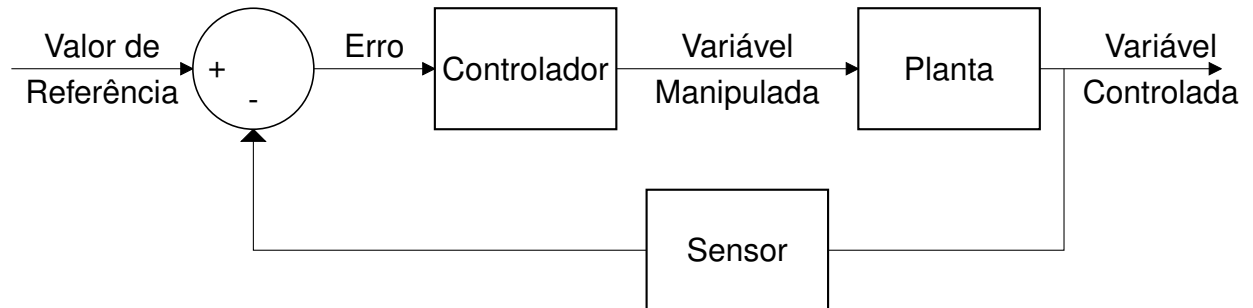 Valor de
Referência
+
-
Erro
Controlador
Variável
Manipulada
Planta
Variável
Controlada
Sensor